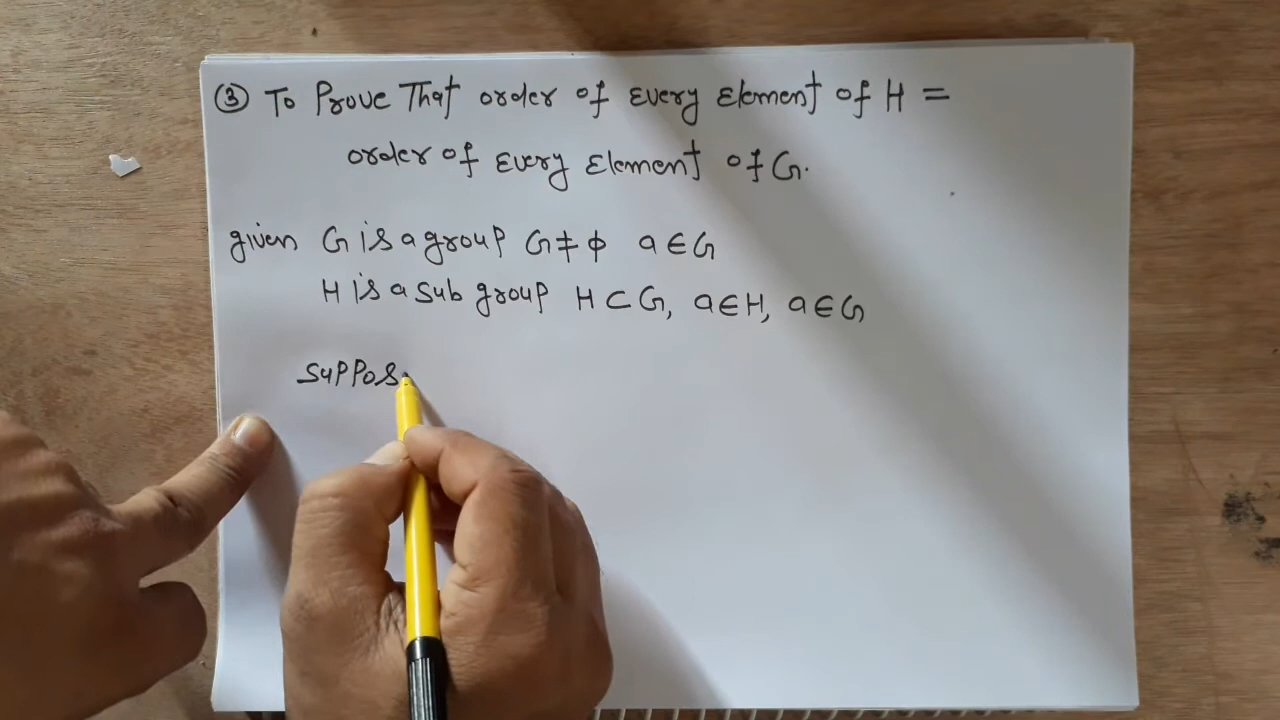 ③ To Prove That order of Every Element of H =
order of Every Element of G.
given G is a group G ≠ ϕ a ∈ G
H is a sub group H ⊂ G, a ∈ H, a ∈ G
Suppos